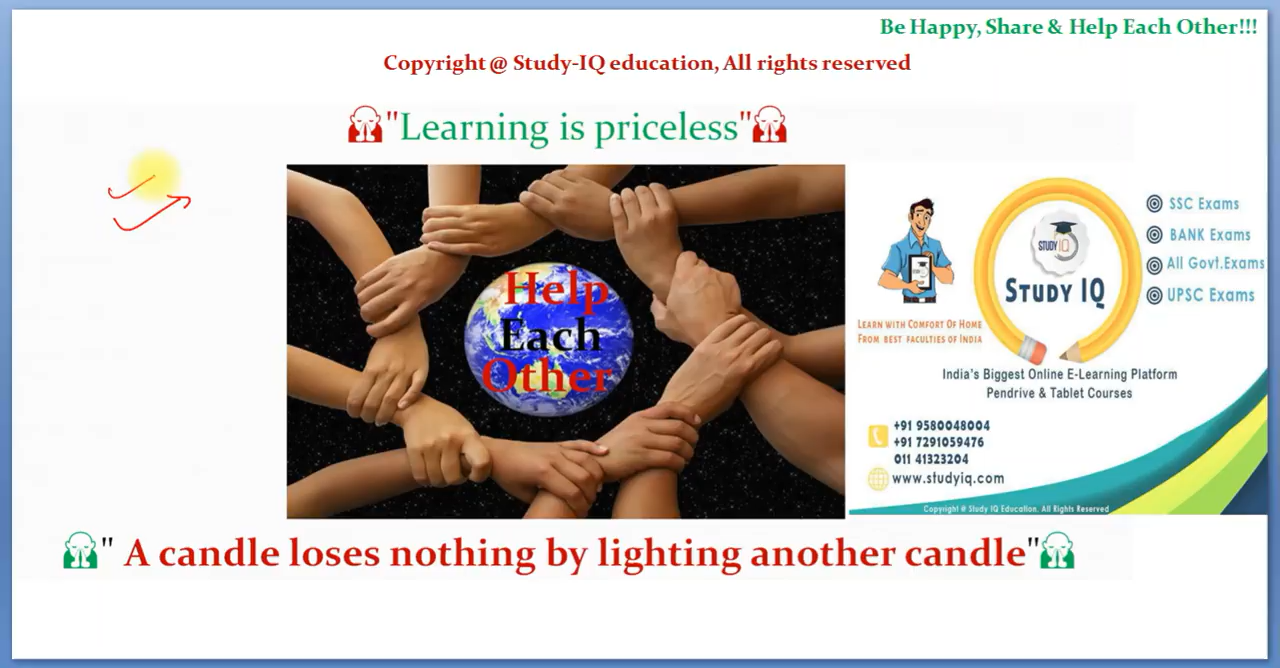 Be Happy, Share & Help Each Other!!!
Copyright @ Study-IQ education, All rights reserved
"Learning is priceless"
Help
Each
Other
STUDY IQ
STUDY IQ
SSC Exams
BANK Exams
All Govt.Exams
UPSC Exams
LEARN WITH COMFORT OF HOME
FROM BEST FACULTIES OF INDIA
India's Biggest Online E-Learning Platform
Pendrive & Tablet Courses
+91 9580048004
+91 7291059476
011 41323204
www.studyiq.com
Copyright @ Study IQ Education. All Rights Reserved
" A candle loses nothing by lighting another candle"